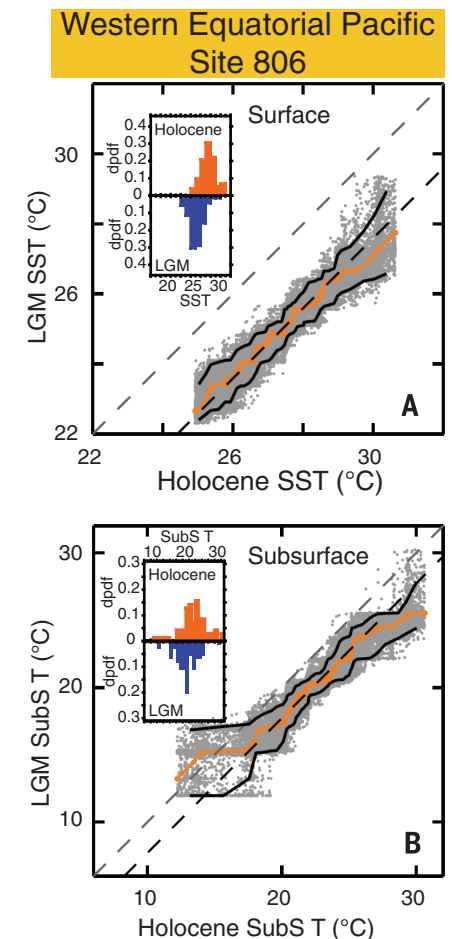 Western Equatorial Pacific
Site 806
Surface
0.4
0.3
0.2
0.1
0
0.1
0.2
0.3
0.4
dpdf
dpdf
Holocene
LGM
20 25 30
SST
30
26
22
LGM SST (°C)
A
22 26 30
Holocene SST (°C)
Subsurface
SubS T
10 20 30
0.3
0.2
0.1
0
0.1
0.2
0.3
dpdf
dpdf
Holocene
LGM
30
20
10
LGM SubS T (°C)
B
10 20 30
Holocene SubS T (°C)